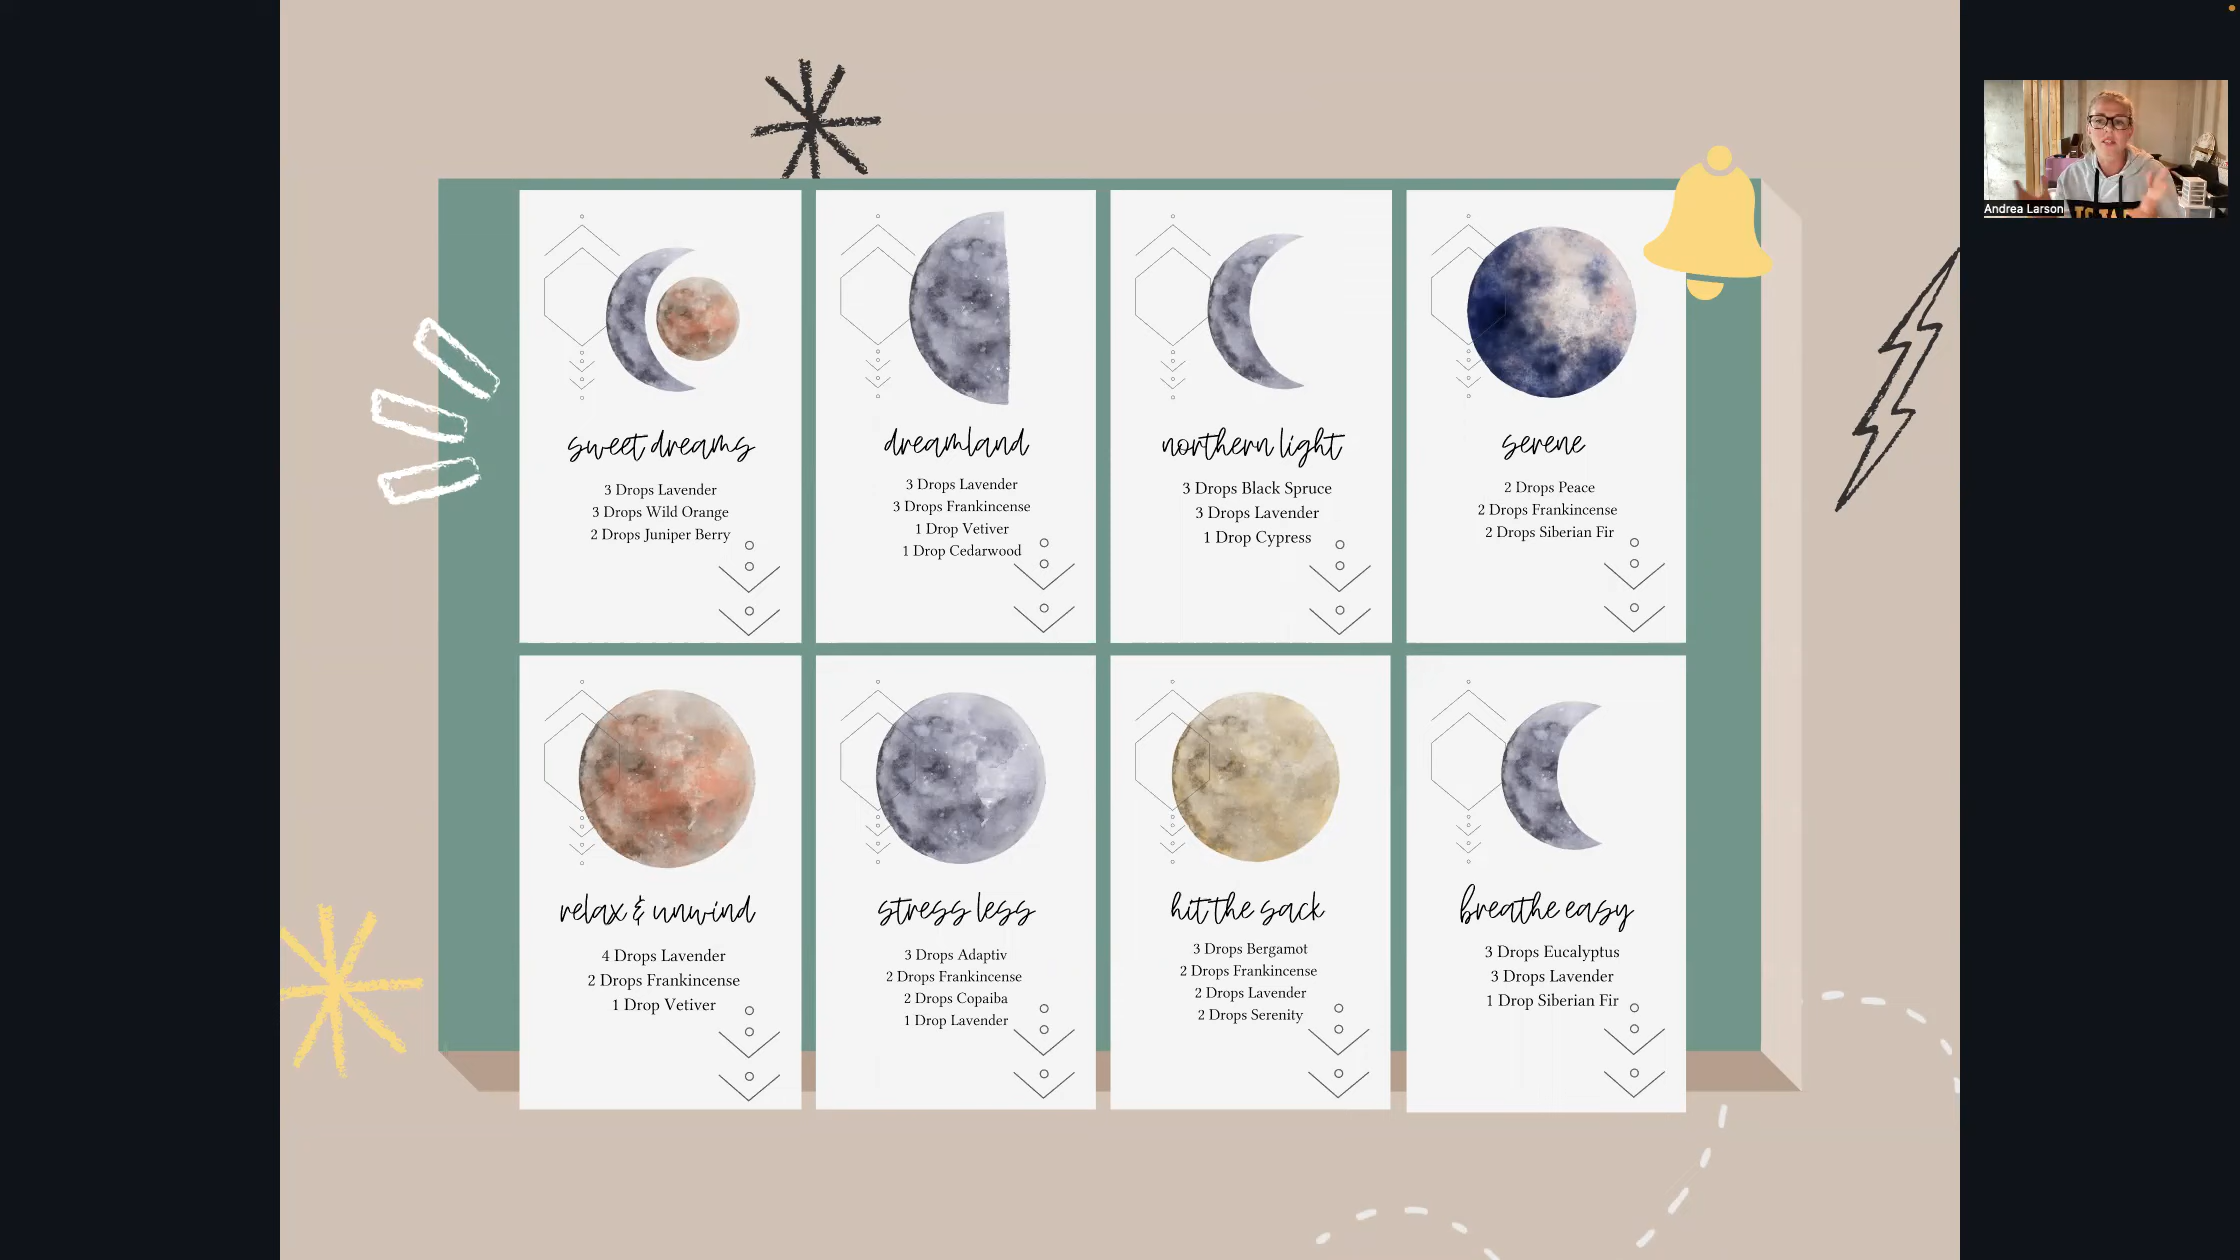 sweet dreams
3 Drops Lavender
3 Drops Wild Orange
2 Drops Juniper Berry
dreamland
3 Drops Lavender
3 Drops Frankincense
1 Drop Vetiver
1 Drop Cedarwood
northern light
3 Drops Black Spruce
3 Drops Lavender
1 Drop Cypress
serene
2 Drops Peace
2 Drops Frankincense
2 Drops Siberian Fir
relax & unwind
4 Drops Lavender
2 Drops Frankincense
1 Drop Vetiver
stress less
3 Drops Adaptiv
2 Drops Frankincense
2 Drops Copaiba
1 Drop Lavender
hit the sack
3 Drops Bergamot
2 Drops Frankincense
2 Drops Lavender
2 Drops Serenity
breathe easy
3 Drops Eucalyptus
3 Drops Lavender
1 Drop Siberian Fir
Andrea Larson